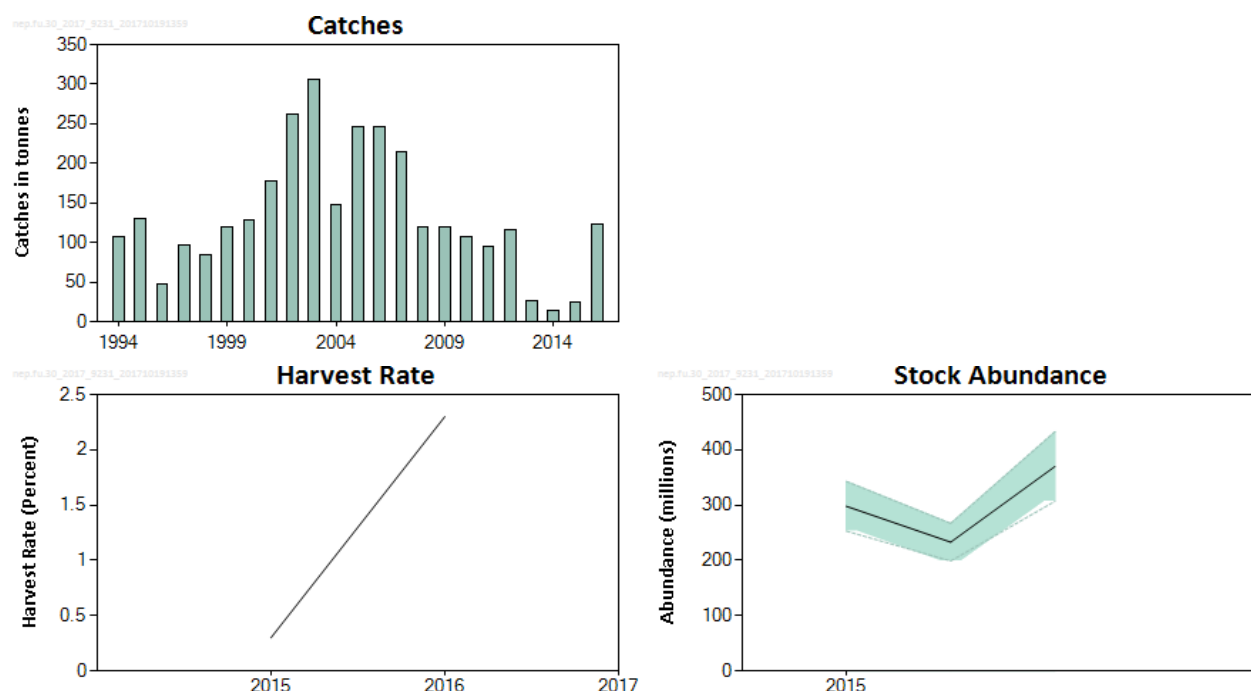 nep.fu.30_2017_9231_201710191359
Catches
350
300
250
200
150
100
50
0
Catches in tonnes
1994 1999 2004 2009 2014
nep.fu.30_2017_9231_201710191359
Harvest Rate
2.5
2
1.5
1
0.5
0
Harvest Rate (Percent)
2015 2016 2017
nep.fu.30_2017_9231_201710191359
Stock Abundance
500
400
300
200
100
0
Abundance (millions)
2015